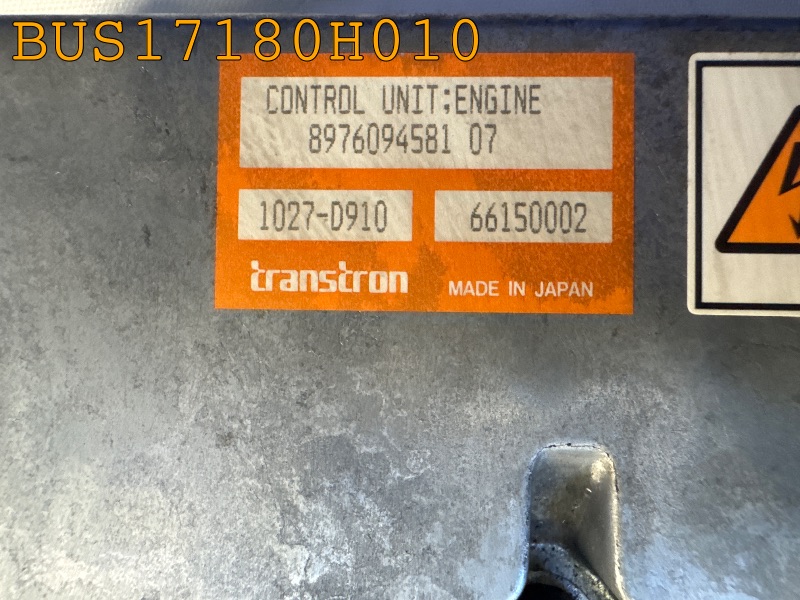 BUS17180H010
CONTROL UNIT;ENGINE
8976094581 07
1027-D910 66150002
transtron MADE IN JAPAN